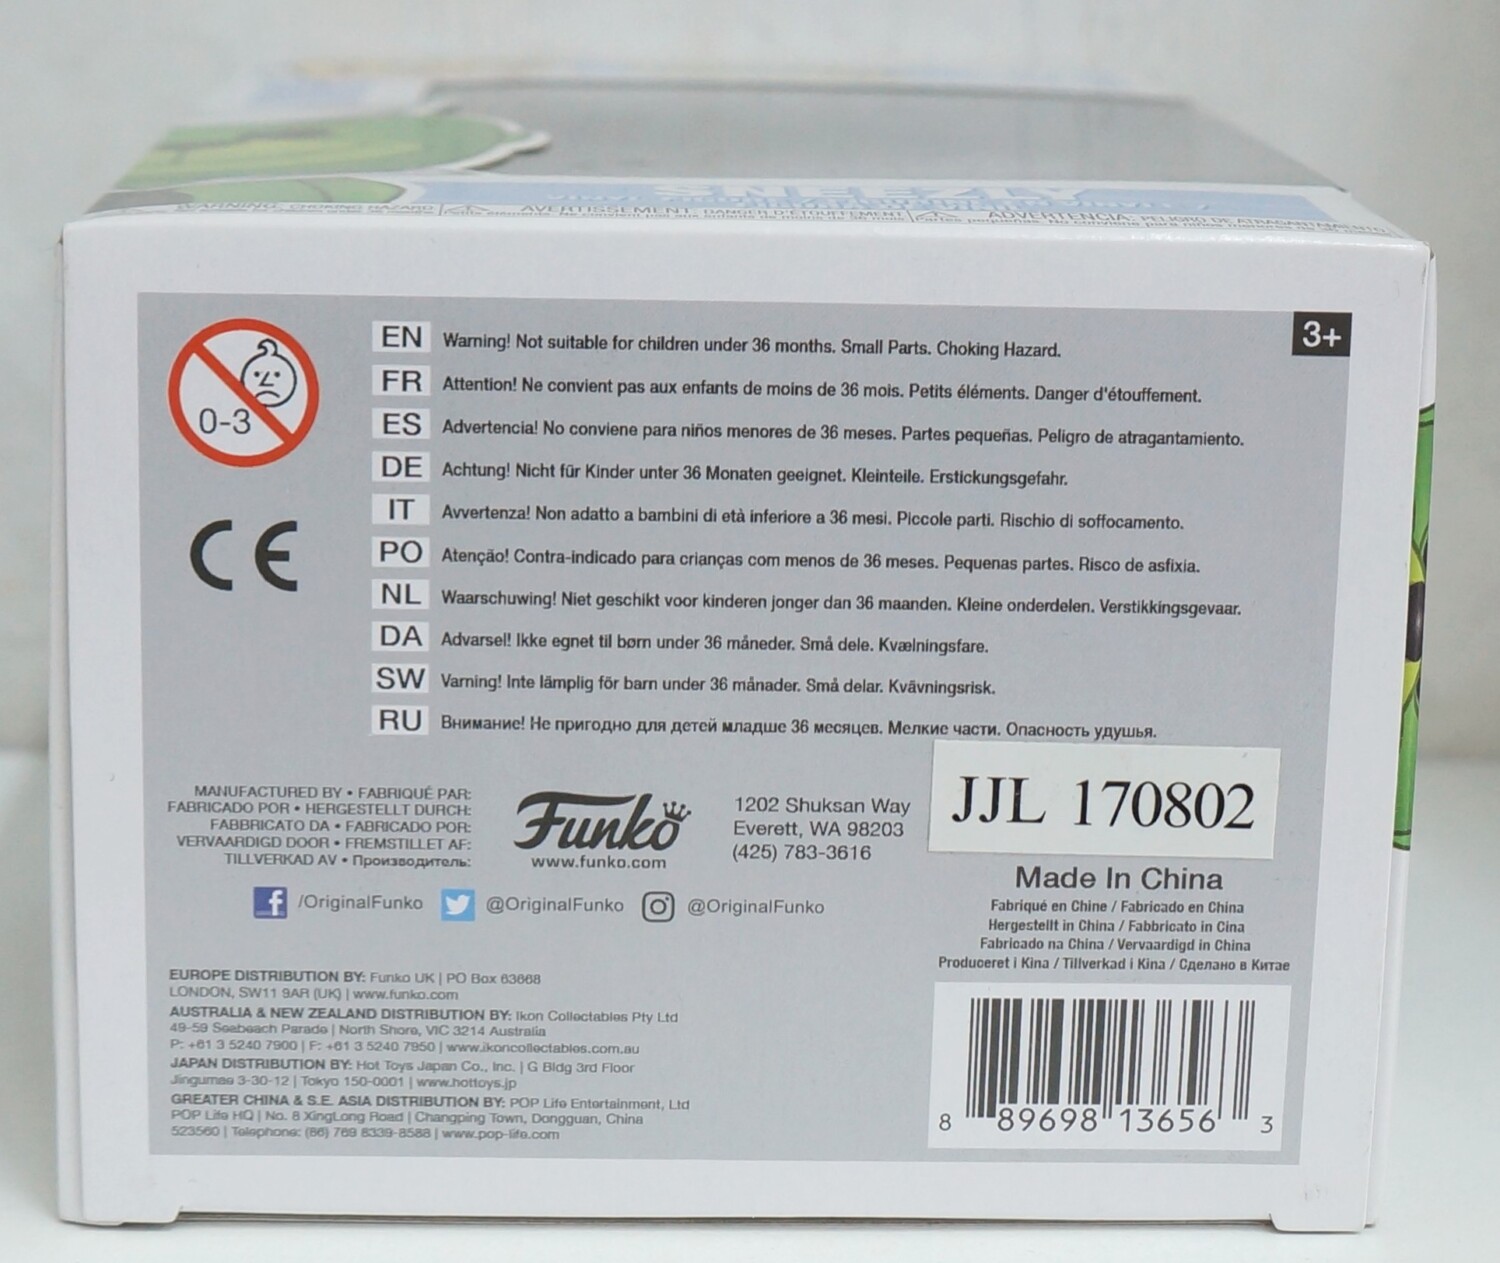 SNEEZLY
WARNING: CHOKING HAZARD
AVERTISSEMENT: DANGER D'ÉTOUFFEMENT
ADVERTENCIA: PELIGRO DE ATRAGANTAMIENTO
3+
0-3
CE
EN Warning! Not suitable for children under 36 months. Small Parts. Choking Hazard.
FR Attention! Ne convient pas aux enfants de moins de 36 mois. Petits éléments. Danger d'étouffement.
ES Advertencia! No conviene para niños menores de 36 meses. Partes pequeñas. Peligro de atragantamiento.
DE Achtung! Nicht für Kinder unter 36 Monaten geeignet. Kleinteile. Erstickungsgefahr.
IT Avvertenza! Non adatto a bambini di età inferiore a 36 mesi. Piccole parti. Rischio di soffocamento.
PO Atenção! Contra-indicado para crianças com menos de 36 meses. Pequenas partes. Risco de asfixia.
NL Waarschuwing! Niet geschikt voor kinderen jonger dan 36 maanden. Kleine onderdelen. Verstikkingsgevaar.
DA Advarsel! Ikke egnet til børn under 36 måneder. Små dele. Kvælningsfare.
SW Varning! Inte lämplig för barn under 36 månader. Små delar. Kvävningsrisk.
RU Внимание! Не пригодно для детей младше 36 месяцев. Мелкие части. Опасность удушья.
MANUFACTURED BY • FABRIQUÉ PAR:
FABRICADO POR • HERGESTELLT DURCH:
FABBRICATO DA • FABRICADO POR:
VERVAARDIGD DOOR • FREMSTILLET AF:
TILLVERKAD AV • Производитель:
Funko
www.funko.com
1202 Shuksan Way
Everett, WA 98203
(425) 783-3616
JJL 170802
/OriginalFunko @OriginalFunko @OriginalFunko
Made In China
Fabriqué en Chine / Fabricado en China
Hergestellt in China / Fabbricato in Cina
Fabricado na China / Vervaardigd in China
Produceret i Kina / Tillverkad i Kina / Сделано в Китае
EUROPE DISTRIBUTION BY: Funko UK | PO Box 63668
LONDON, SW11 9AR (UK) | www.funko.com
AUSTRALIA & NEW ZEALAND DISTRIBUTION BY: Ikon Collectables Pty Ltd
49-59 Seabeach Parade | North Shore, VIC 3214 Australia
P: +61 3 5240 7900 | F: +61 3 5240 7950 | www.ikoncollectables.com.au
JAPAN DISTRIBUTION BY: Hot Toys Japan Co., Inc. | G Bldg 3rd Floor
Jingumae 3-30-12 | Tokyo 150-0001 | www.hottoys.jp
GREATER CHINA & S.E. ASIA DISTRIBUTION BY: POP Life Entertainment, Ltd
POP Life HQ | No. 8 XingLong Road | Changping Town, Dongguan, China
523560 | Telephone: (86) 769 8339-8588 | www.pop-life.com
8 89698 13656 3